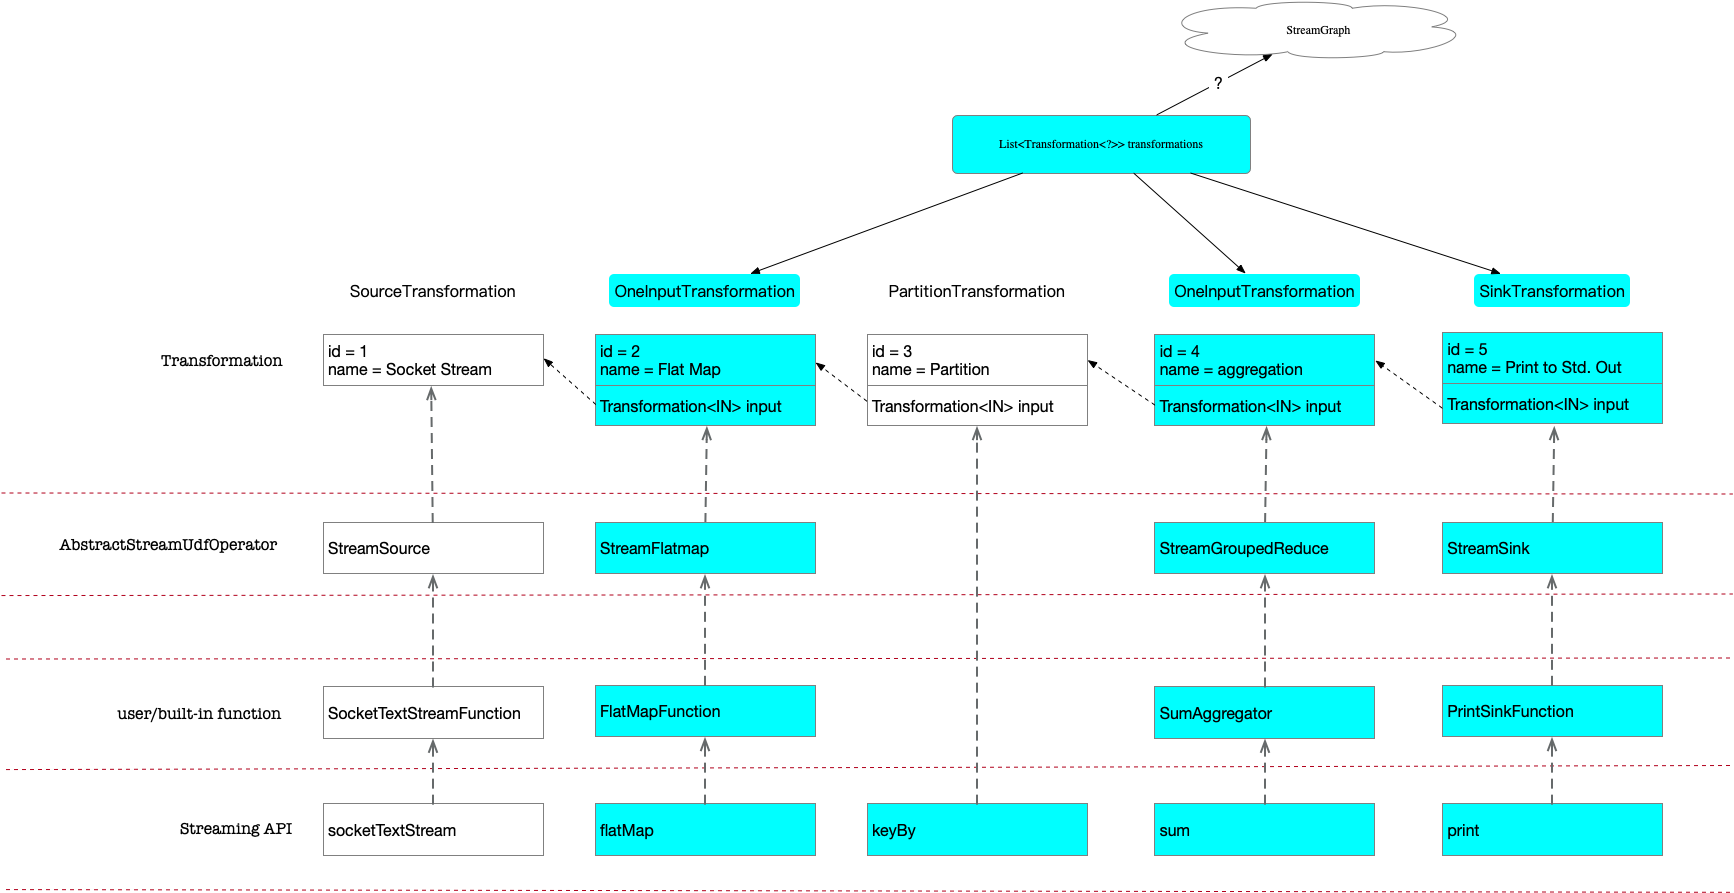 StreamGraph
?
List<Transformation<?>> transformations
SourceTransformation
OneInputTransformation
PartitionTransformation
OneInputTransformation
SinkTransformation
Transformation
id = 1
name = Socket Stream
id = 2
name = Flat Map
Transformation<IN> input
id = 3
name = Partition
Transformation<IN> input
id = 4
name = aggregation
Transformation<IN> input
id = 5
name = Print to Std. Out
Transformation<IN> input
AbstractStreamUdfOperator
StreamSource
StreamFlatmap
StreamGroupedReduce
StreamSink
user/built-in function
SocketTextStreamFunction
FlatMapFunction
SumAggregator
PrintSinkFunction
Streaming API
socketTextStream
flatMap
keyBy
sum
print